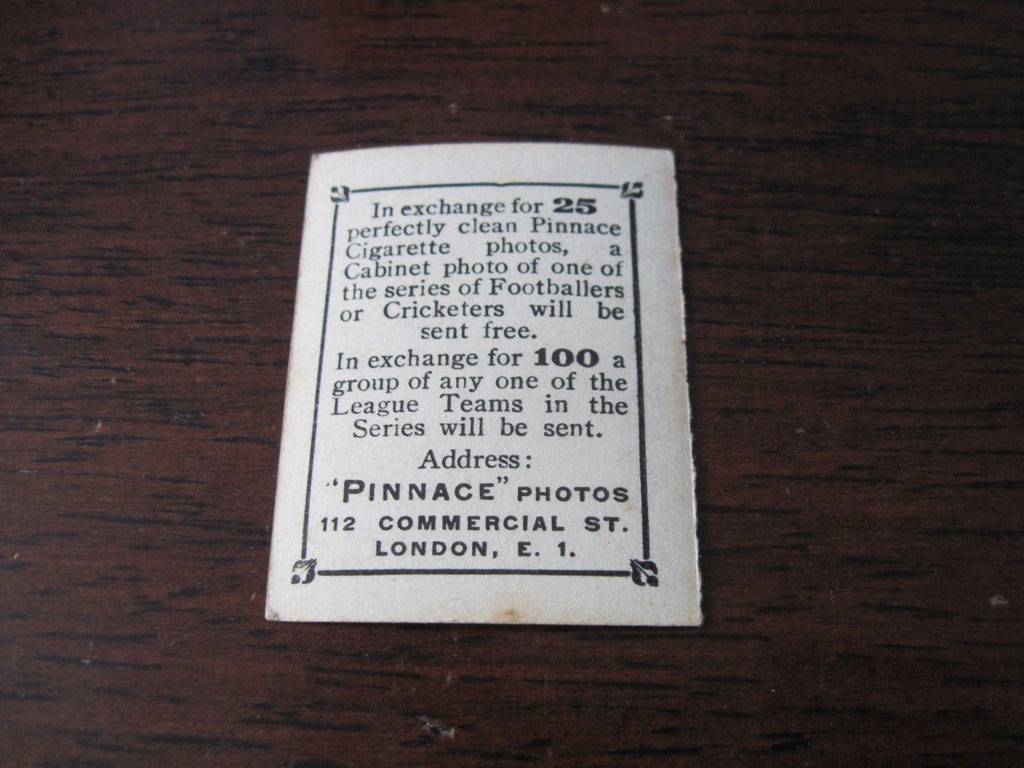 In exchange for 25
perfectly clean Pinnace
Cigarette photos, a
Cabinet photo of one of
the series of Footballers
or Cricketers will be
sent free.
In exchange for 100 a
group of any one of the
League Teams in the
Series will be sent.
Address:
"PINNACE" PHOTOS
112 COMMERCIAL ST.
LONDON, E. 1.